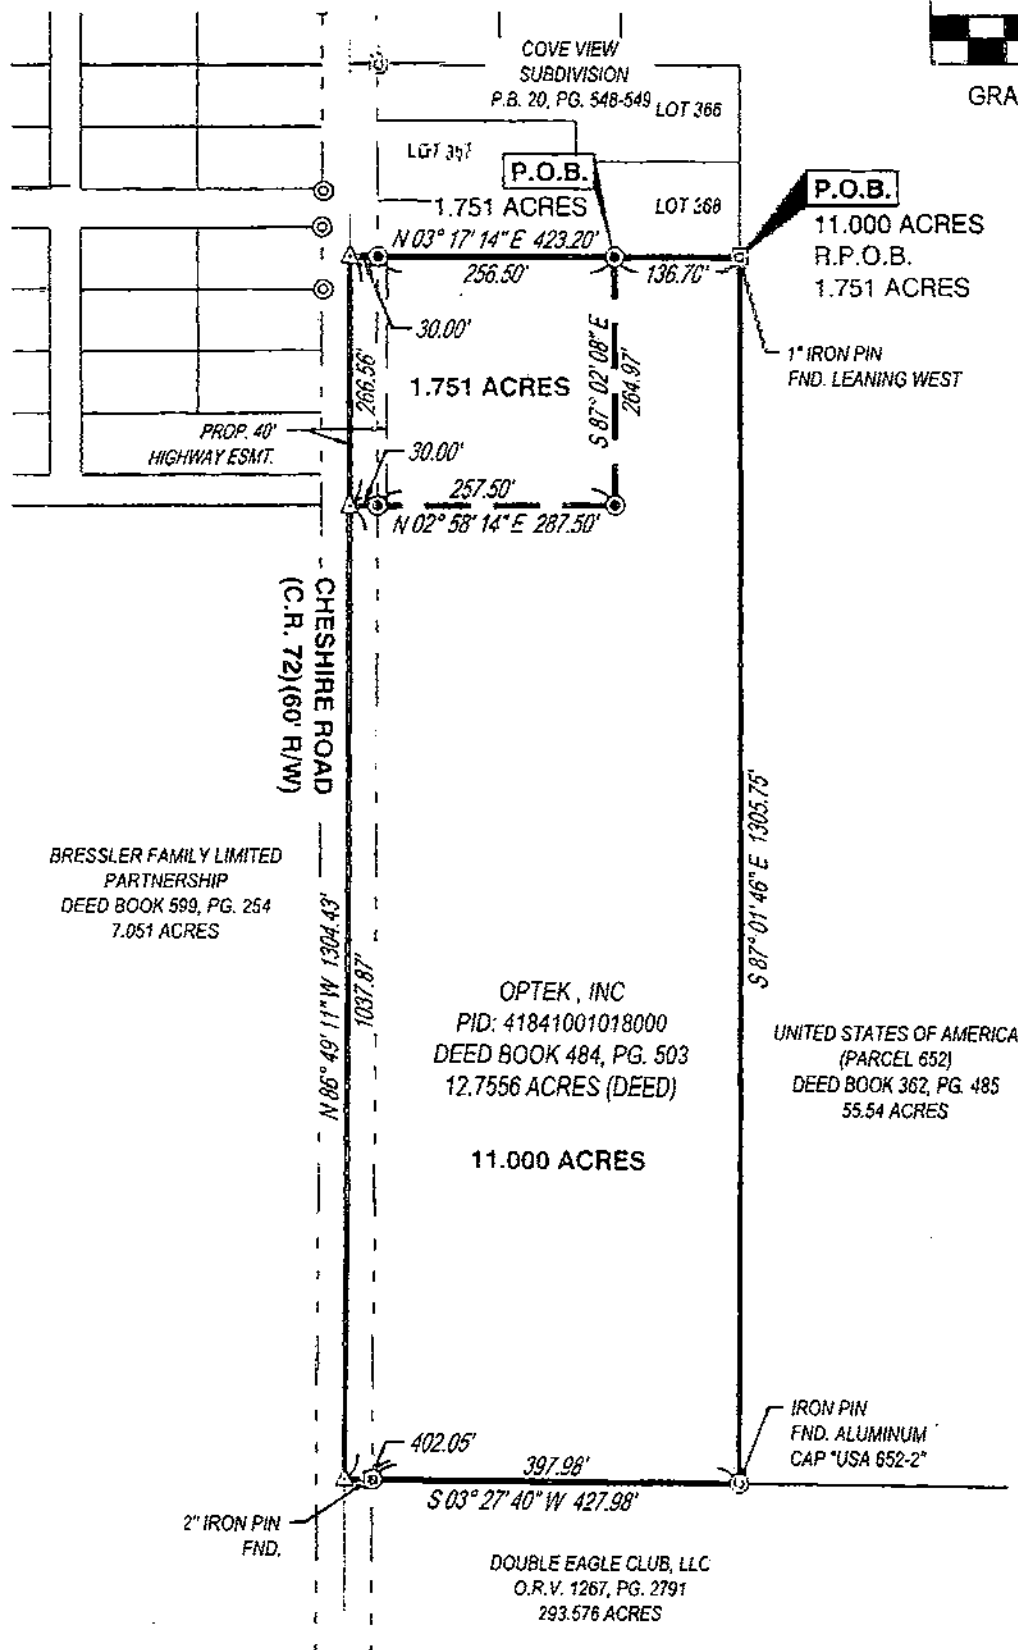 COVE VIEW
SUBDIVISION
P.B. 20, PG. 548-549
LOT 366
GRA
LOT 367
P.O.B.
1.751 ACRES
LOT 368
P.O.B.
11.000 ACRES
R.P.O.B.
1.751 ACRES
N 03° 17' 14" E 423.20'
256.50'
136.70'
30.00'
1" IRON PIN
FND. LEANING WEST
266.56'
1.751 ACRES
S 87° 02' 08" E
264.97'
PROP. 40'
HIGHWAY ESMT.
30.00'
257.50'
N 02° 58' 14" E 287.50'
CHESHIRE ROAD
(C.R. 72)(60' R/W)
S 87° 01' 46" E 1305.75'
BRESSLER FAMILY LIMITED
PARTNERSHIP
DEED BOOK 599, PG. 254
7.051 ACRES
N 86° 49' 11" W 1304.43'
1037.87'
OPTEK, INC
PID: 41841001018000
DEED BOOK 484, PG. 503
12.7556 ACRES (DEED)
11.000 ACRES
UNITED STATES OF AMERICA
(PARCEL 652)
DEED BOOK 362, PG. 485
55.54 ACRES
IRON PIN
FND. ALUMINUM
CAP "USA 652-2"
402.05'
397.98'
S 03° 27' 40" W 427.98'
2" IRON PIN
FND.
DOUBLE EAGLE CLUB, LLC
O.R.V. 1267, PG. 2791
293.576 ACRES